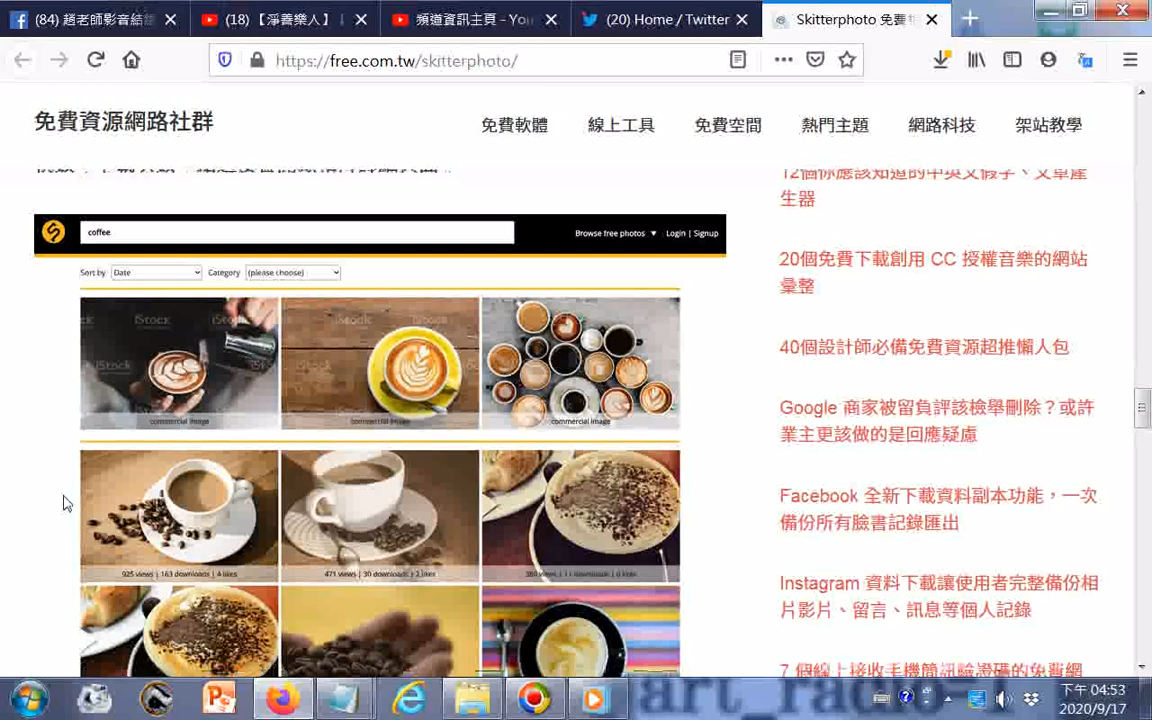 (84) 趙老師影音結
(18)【淨善樂人】
頻道資訊主頁 - You
(20) Home / Twitter
Skitterphoto 免費
https://free.com.tw/skitterphoto/
免費資源網路社群
免費軟體
線上工具
免費空間
熱門主題
網路科技
架站教學
coffee
Browse free photos ▼
Login | Signup
Sort by
Date
Category
(please choose)
iStock
iStock
iStock
iStock
iStock
commercial image
commercial image
commercial image
925 views | 163 downloads | 4 likes
471 views | 30 downloads | 2 likes
12個你應該知道的中英文假字、文章產
生器
20個免費下載創用 CC 授權音樂的網站
彙整
40個設計師必備免費資源超推懶人包
Google 商家被留負評該檢舉刪除？或許
業主更該做的是回應疑慮
Facebook 全新下載資料副本功能，一次
備份所有臉書記錄匯出
Instagram 資料下載讓使用者完整備份相
片影片、留言、訊息等個人記錄
7 個線上接收手機簡訊驗證碼的免費網
下午 04:53
2020/9/17